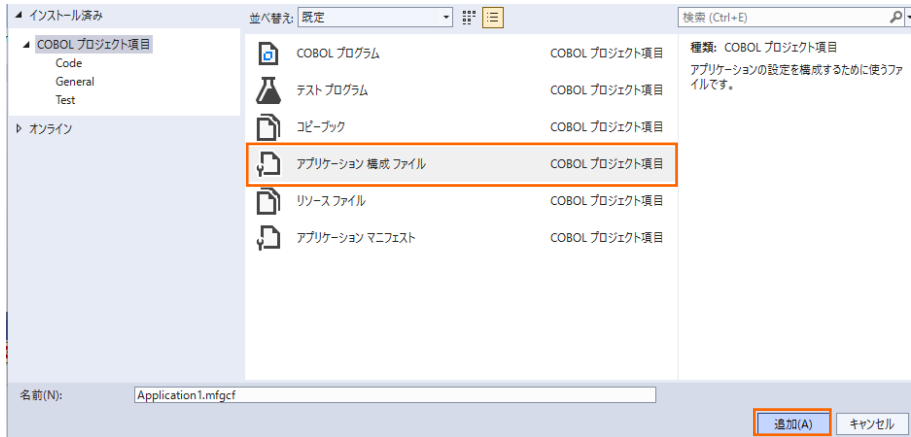 インストール済み
並べ替え: 既定
検索 (Ctrl+E)
COBOL プロジェクト項目
Code
General
Test
オンライン
COBOL プログラム COBOL プロジェクト項目
テスト プログラム COBOL プロジェクト項目
コピーブック COBOL プロジェクト項目
アプリケーション 構成 ファイル COBOL プロジェクト項目
リソース ファイル COBOL プロジェクト項目
アプリケーション マニフェスト COBOL プロジェクト項目
種類: COBOL プロジェクト項目
アプリケーションの設定を構成するために使うファ
イルです。
名前(N): Application1.mfgcf
追加(A) キャンセル